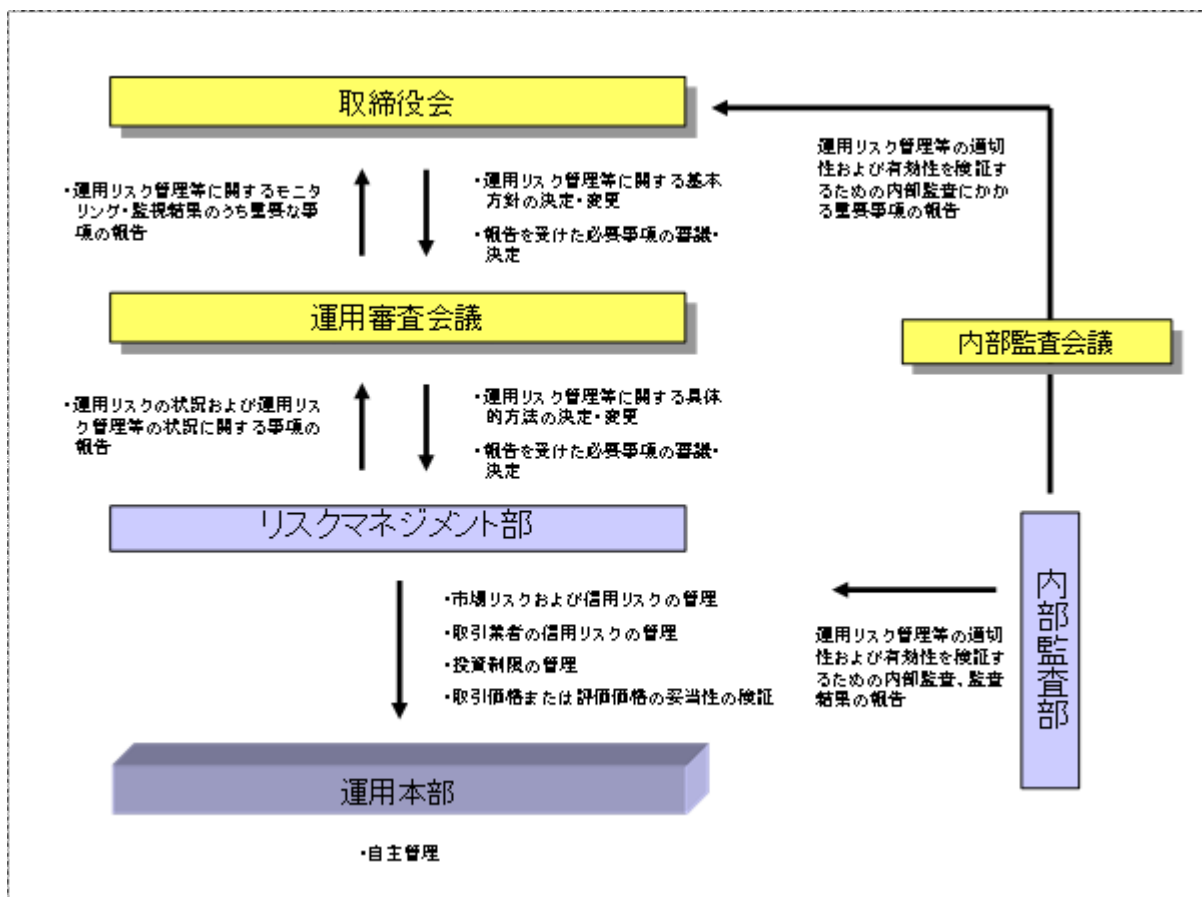 取締役会
・運用リスク管理等に関するモニ
タリング・監視結果のうち重要な事
項の報告
・運用リスク管理等に関する基本
方針の決定・変更
・報告を受けた必要事項の審議・
決定
運用リスク管理等の適切
性および有効性を検証す
るための内部監査にかか
る重要事項の報告
運用審査会議
内部監査会議
・運用リスクの状況および運用リス
ク管理等の状況に関する事項の
報告
・運用リスク管理等に関する具体
的方法の決定・変更
・報告を受けた必要事項の審議・
決定
リスクマネジメント部
・市場リスクおよび信用リスクの管理
・取引業者の信用リスクの管理
・投資制限の管理
・取引価格または評価価格の妥当性の検証
運用リスク管理等の適切
性および有効性を検証す
るための内部監査、監査
結果の報告
内部監査部
運用本部
・自主管理